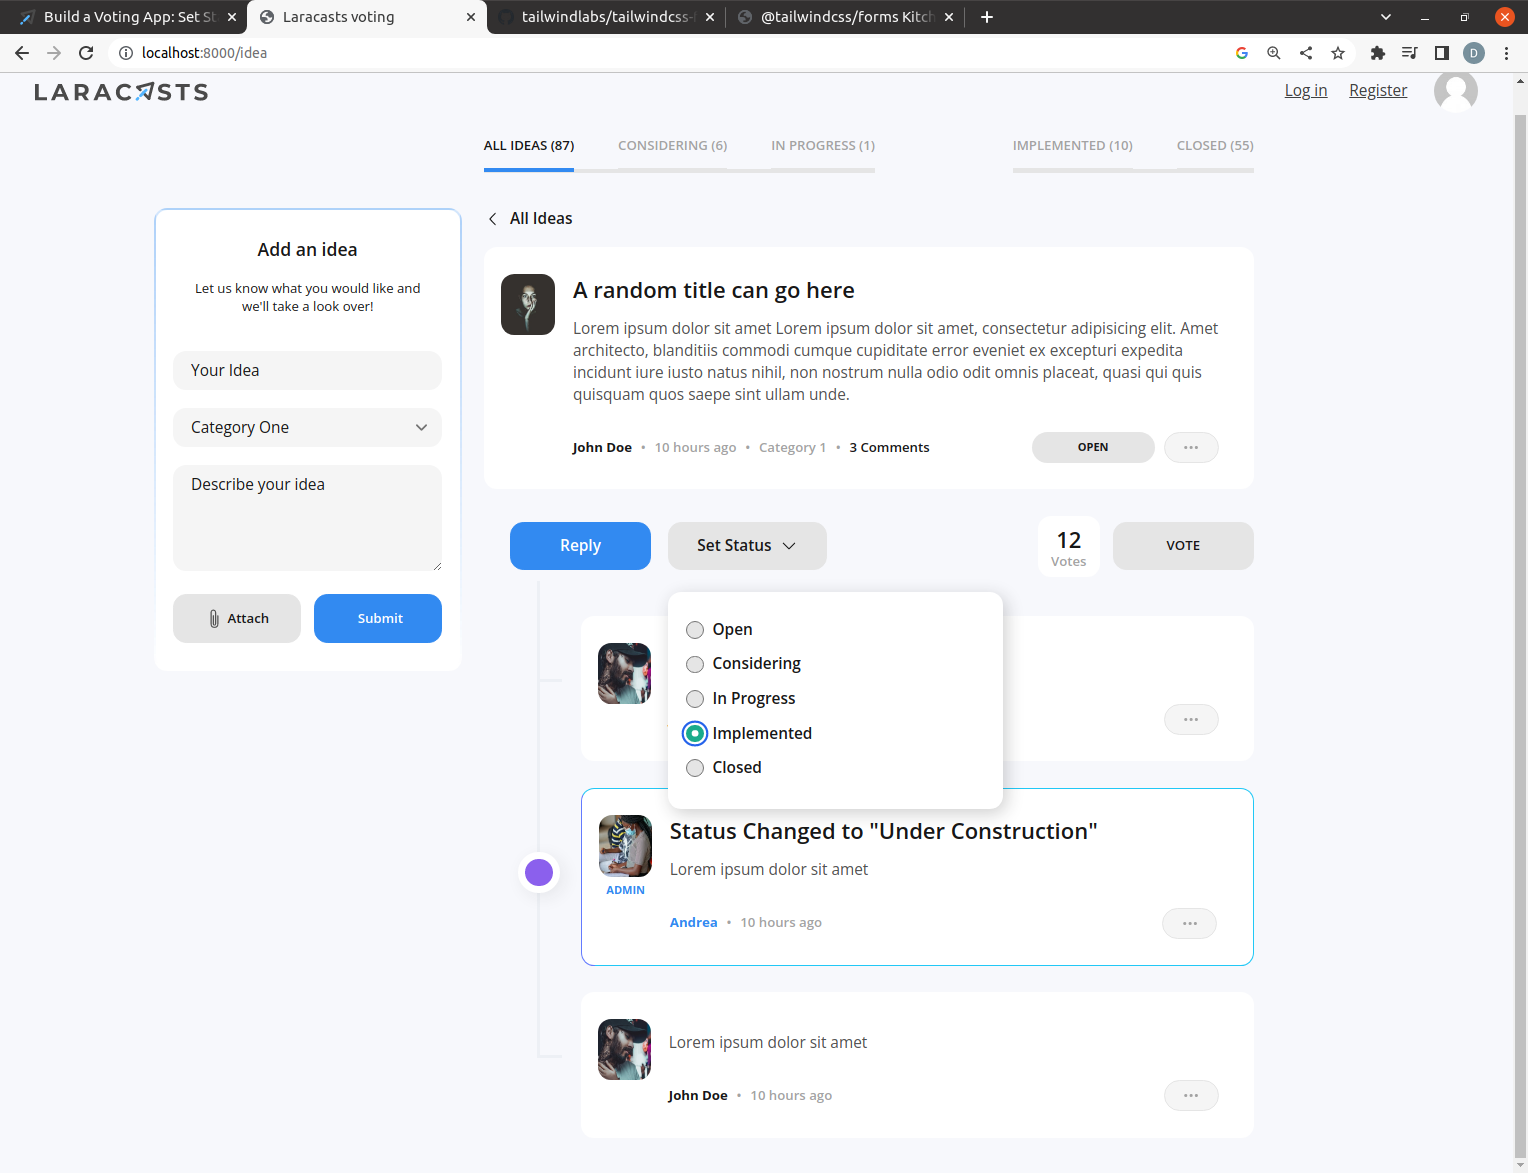 Build a Voting App: Set St
Laracasts voting
tailwindlabs/tailwindcss-
@tailwindcss/forms Kitch
localhost:8000/idea
D
LARACASTS
Log in
Register
ALL IDEAS (87)
CONSIDERING (6)
IN PROGRESS (1)
IMPLEMENTED (10)
CLOSED (55)
Add an idea
Let us know what you would like and
we'll take a look over!
Your Idea
Category One
Describe your idea
Attach
Submit
All Ideas
A random title can go here
Lorem ipsum dolor sit amet Lorem ipsum dolor sit amet, consectetur adipisicing elit. Amet
architecto, blanditiis commodi cumque cupiditate error eveniet ex excepturi expedita
incidunt iure iusto natus nihil, non nostrum nulla odio odit omnis placeat, quasi qui quis
quisquam quos saepe sint ullam unde.
John Doe • 10 hours ago • Category 1 • 3 Comments
OPEN
Reply
Set Status
12
Votes
VOTE
Open
Considering
In Progress
Implemented
Closed
ADMIN
Status Changed to "Under Construction"
Lorem ipsum dolor sit amet
Andrea • 10 hours ago
Lorem ipsum dolor sit amet
John Doe • 10 hours ago